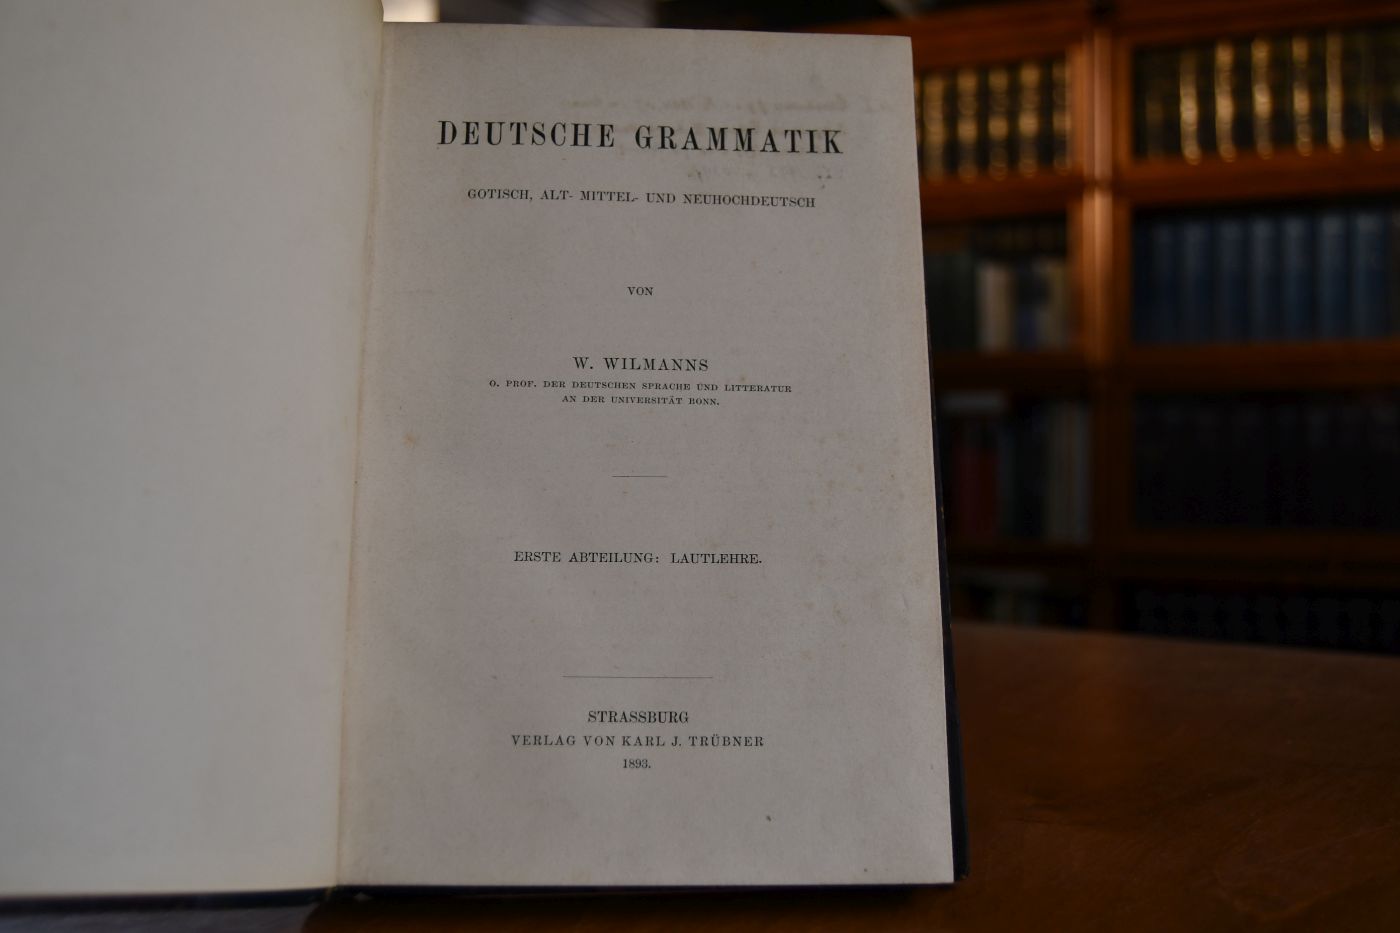 DEUTSCHE GRAMMATIK
GOTISCH, ALT- MITTEL- UND NEUHOCHDEUTSCH
VON
W. WILMANNS
O. PROF. DER DEUTSCHEN SPRACHE UND LITTERATUR
AN DER UNIVERSITÄT BONN.
ERSTE ABTEILUNG: LAUTLEHRE.
STRASSBURG
VERLAG VON KARL J. TRÜBNER
1893.